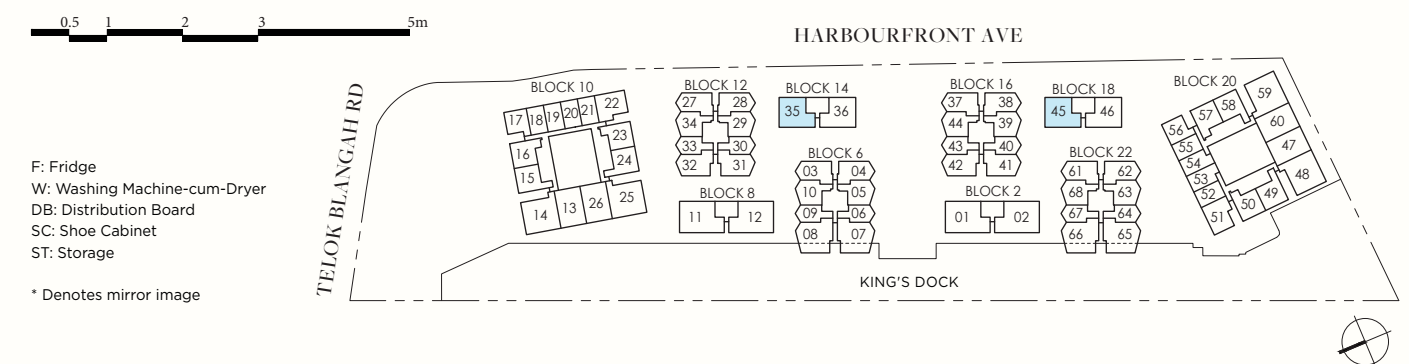 0.5 1 2 3 5m
HARBOURFRONT AVE
TELOK BLANGAH RD
F: Fridge
W: Washing Machine-cum-Dryer
DB: Distribution Board
SC: Shoe Cabinet
ST: Storage
* Denotes mirror image
BLOCK 10
17 18 19 20 21 22
16 23
15 24
14 13 26 25
BLOCK 12
27 28
34 29
33 30
32 31
BLOCK 14
35 36
BLOCK 8
11 12
BLOCK 6
03 04
10 05
09 06
08 07
BLOCK 16
37 38
44 39
43 40
42 41
BLOCK 18
45 46
BLOCK 2
01 02
BLOCK 22
61 62
68 63
67 64
66 65
BLOCK 20
56 57 58 59
55 60
54 47
53 48
52 49
51 50
KING'S DOCK